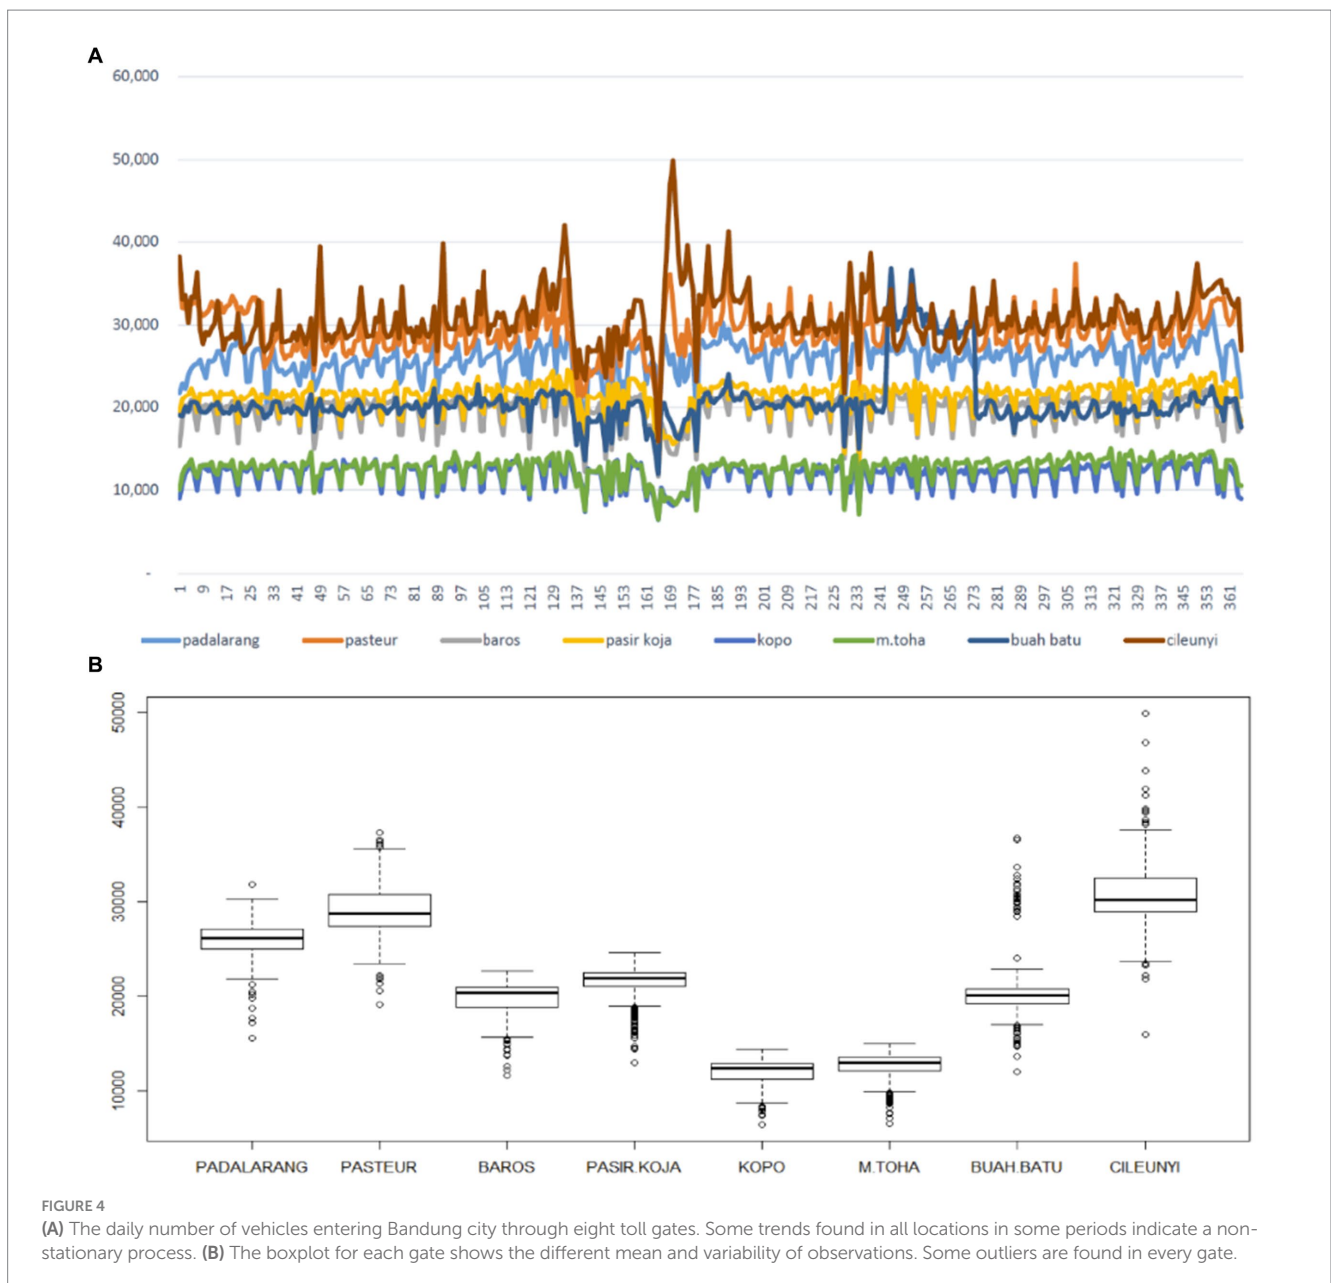 A
60,000
50,000
40,000
30,000
20,000
10,000
-
1 9 17 25 33 41 49 57 65 73 81 89 97 105 113 121 129 137 145 153 161 169 177 185 193 201 209 217 225 233 241 249 257 265 273 281 289 297 305 313 321 329 337 345 353 361
padalarang pasteur baros pasir koja kopo m.toha buah batu cileunyi
B
50000
40000
30000
20000
10000
PADALARANG PASTEUR BAROS PASIR.KOJA KOPO M.TOHA BUAH.BATU CILEUNYI
FIGURE 4
(A) The daily number of vehicles entering Bandung city through eight toll gates. Some trends found in all locations in some periods indicate a non-
stationary process. (B) The boxplot for each gate shows the different mean and variability of observations. Some outliers are found in every gate.